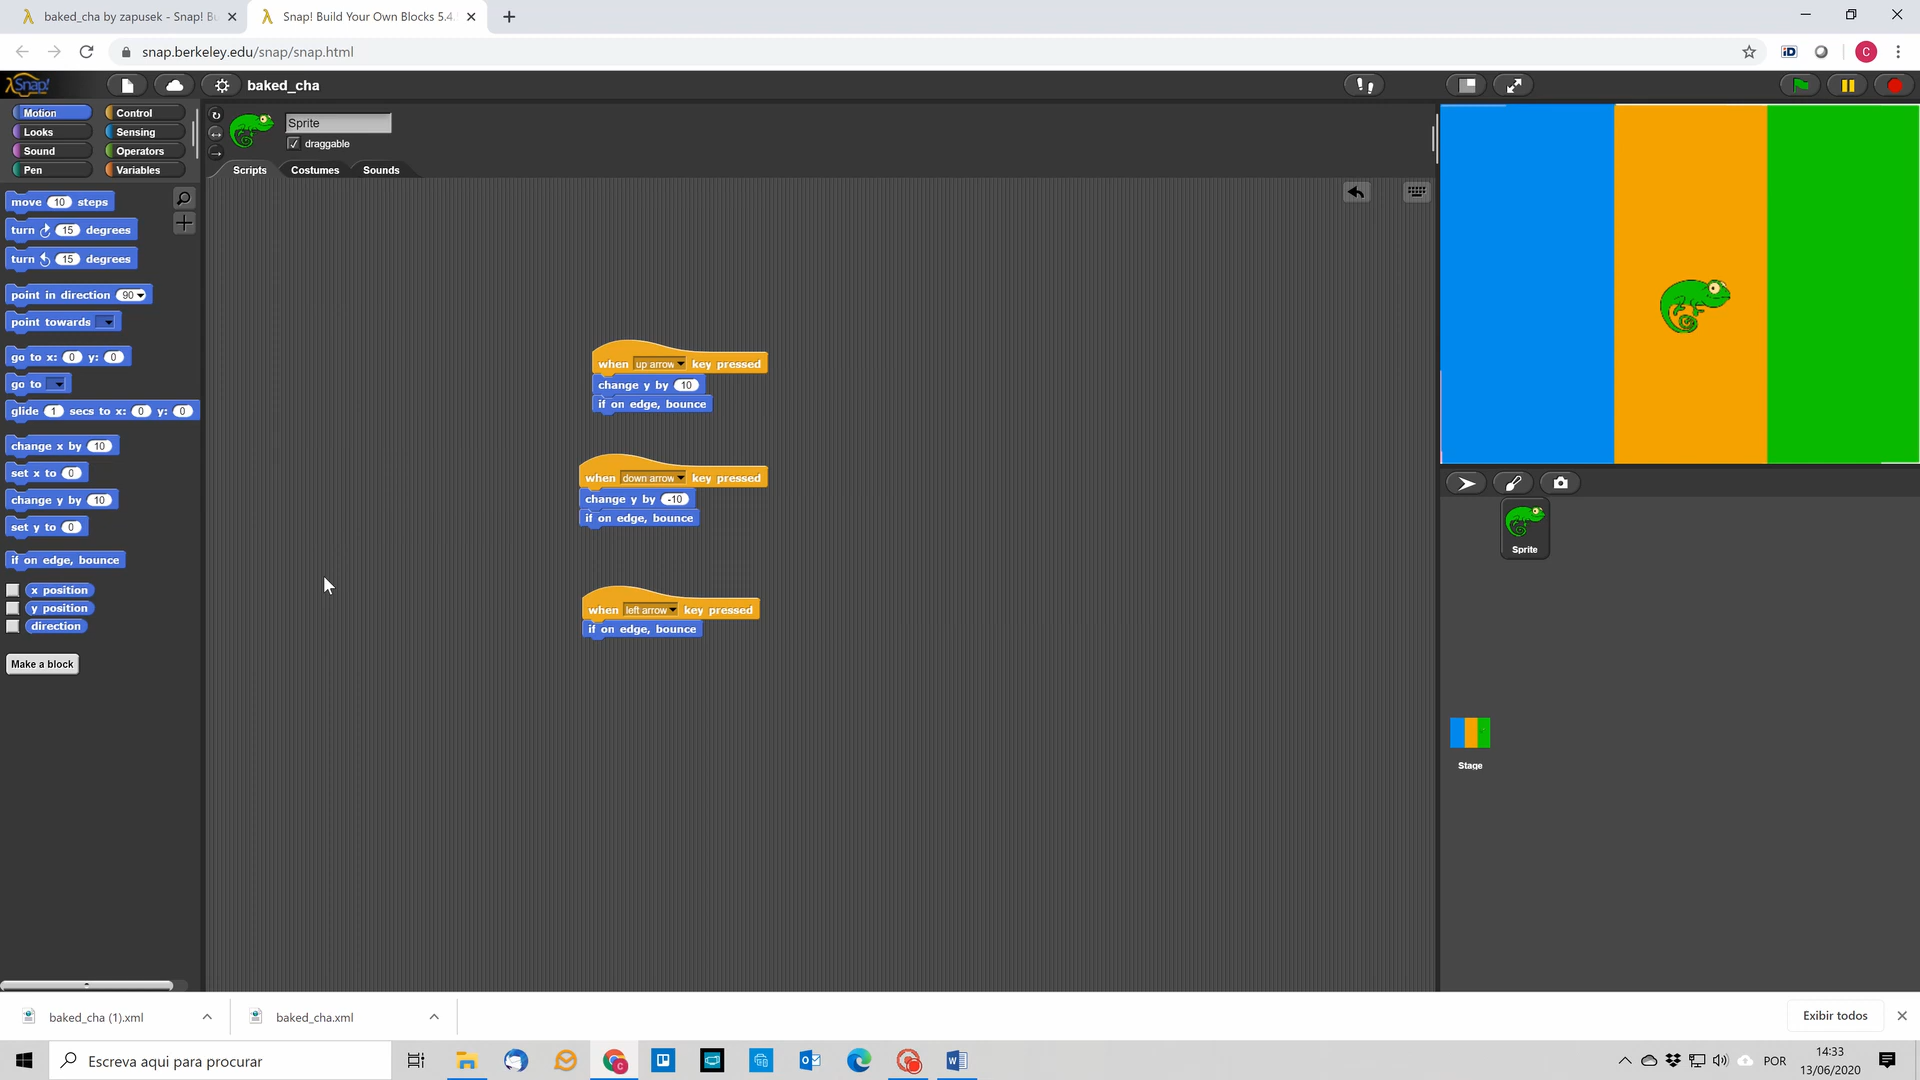 baked_cha by zapusek - Snap! Bu
Snap! Build Your Own Blocks 5.4.
snap.berkeley.edu/snap/snap.html
iD
C
Snap!
baked_cha
Motion
Control
Looks
Sensing
Sound
Operators
Pen
Variables
Sprite
draggable
Scripts
Costumes
Sounds
move 10 steps
turn 15 degrees
turn 15 degrees
point in direction 90
point towards
go to x: 0 y: 0
go to
glide 1 secs to x: 0 y: 0
change x by 10
set x to 0
change y by 10
set y to 0
if on edge, bounce
x position
y position
direction
Make a block
when up arrow key pressed
change y by 10
if on edge, bounce
when down arrow key pressed
change y by -10
if on edge, bounce
when left arrow key pressed
if on edge, bounce
Sprite
Stage
baked_cha (1).xml
baked_cha.xml
Exibir todos
Escreva aqui para procurar
POR
14:33
13/06/2020